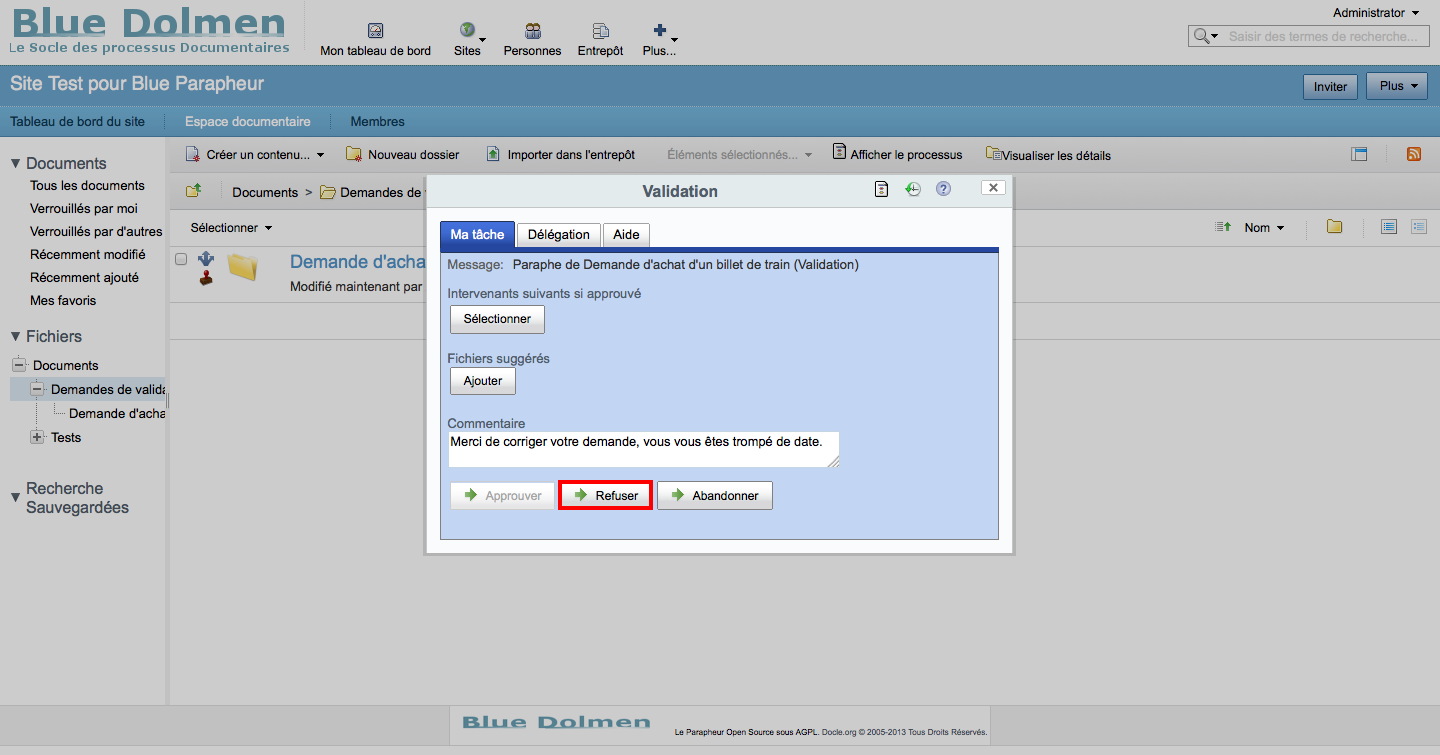 Blue Dolmen
Le Socle des processus Documentaires
Mon tableau de bord
Sites
Personnes
Entrepôt
Plus...
Administrator
Saisir des termes de recherche...
Site Test pour Blue Parapheur
Inviter
Plus
Tableau de bord du site
Espace documentaire
Membres
Documents
Tous les documents
Verrouillés par moi
Verrouillés par d'autres
Récemment modifié
Récemment ajouté
Mes favoris
Fichiers
Documents
Demandes de valida
Demande d'acha
Tests
Recherche
Sauvegardées
Créer un contenu...
Nouveau dossier
Importer dans l'entrepôt
Éléments sélectionnés...
Afficher le processus
Visualiser les détails
Documents > Demandes de
Sélectionner
Nom
Demande d'acha
Modifié maintenant par
Validation
Ma tâche
Délégation
Aide
Message: Paraphe de Demande d'achat d'un billet de train (Validation)
Intervenants suivants si approuvé
Sélectionner
Fichiers suggérés
Ajouter
Commentaire
Merci de corriger votre demande, vous vous êtes trompé de date.
Approuver
Refuser
Abandonner
Blue Dolmen
Le Parapheur Open Source sous AGPL. Docle.org © 2005-2013 Tous Droits Réservés.